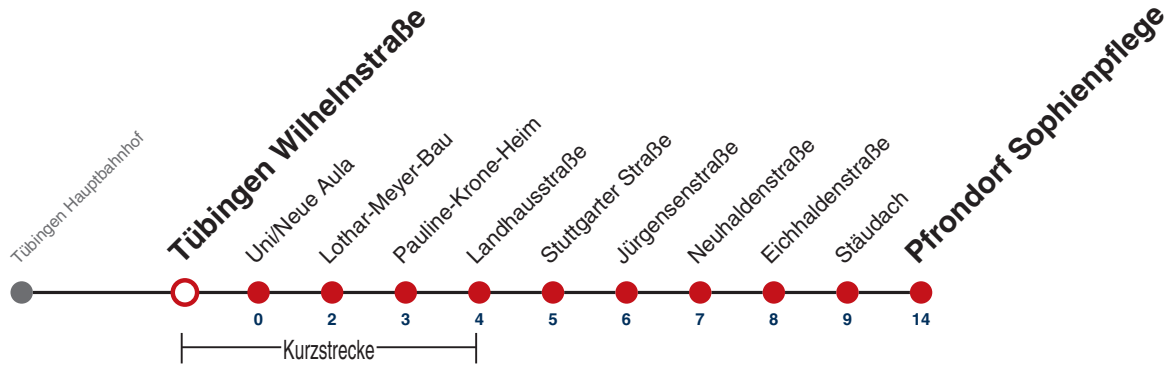 Tübingen Hauptbahnhof
Tübingen Wilhelmstraße
Uni/Neue Aula
Lothar-Meyer-Bau
Pauline-Krone-Heim
Landhausstraße
Stuttgarter Straße
Jürgensenstraße
Neuhaldenstraße
Eichhaldenstraße
Stäudach
Pfrondorf Sophienpflege
0 2 3 4 5 6 7 8 9 14
Kurzstrecke